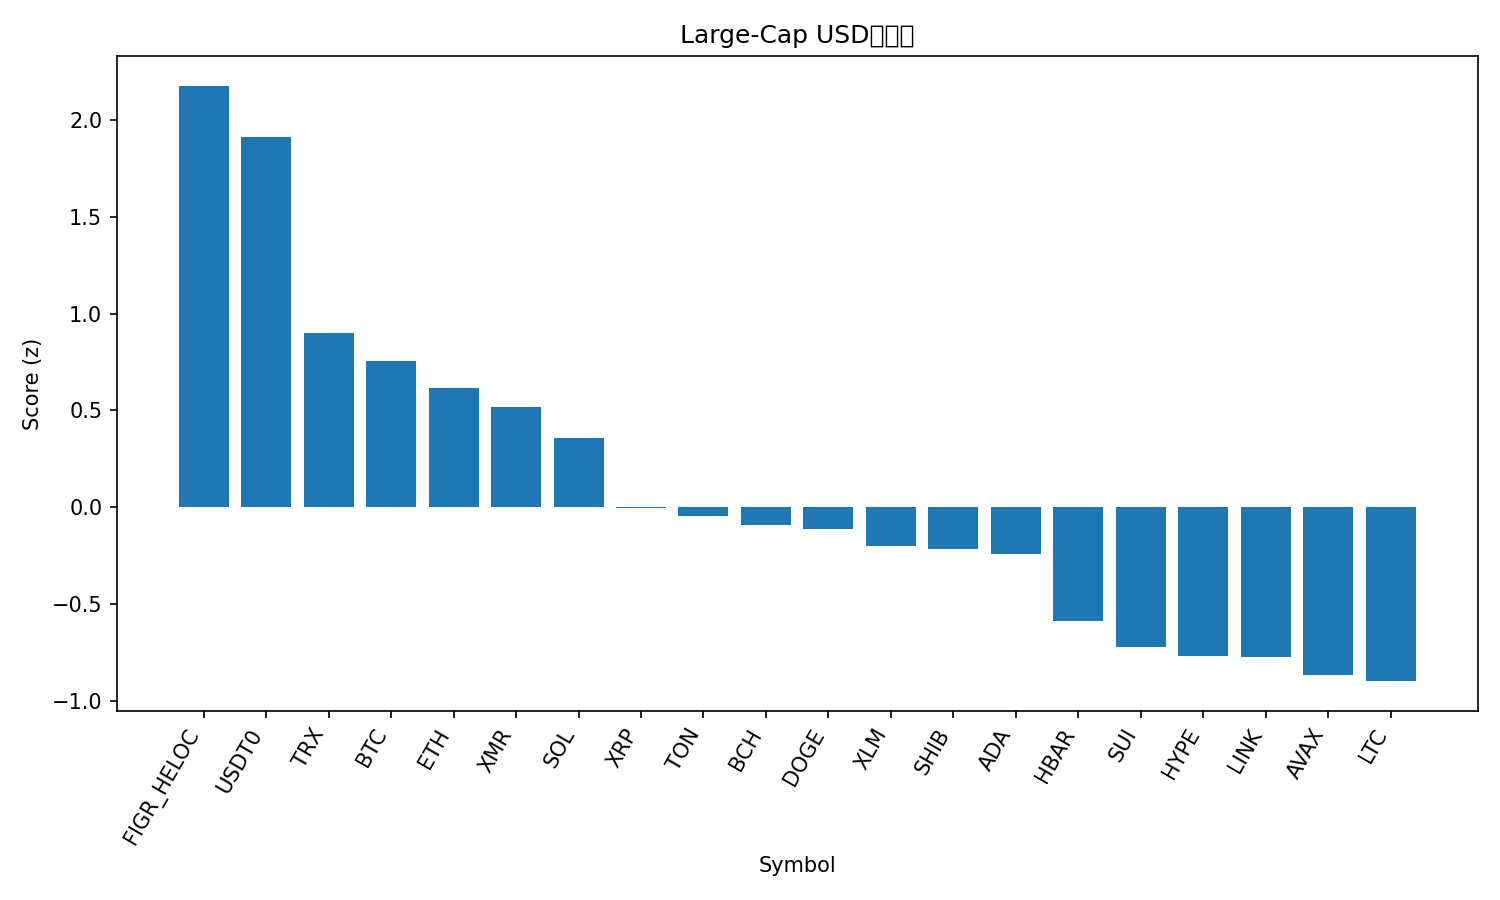 Large-Cap USD
Score (z)
2.0
1.5
1.0
0.5
0.0
−0.5
−1.0
FIGR_HELOC
USDT0
TRX
BTC
ETH
XMR
SOL
XRP
TON
BCH
DOGE
XLM
SHIB
ADA
HBAR
SUI
HYPE
LINK
AVAX
LTC
Symbol